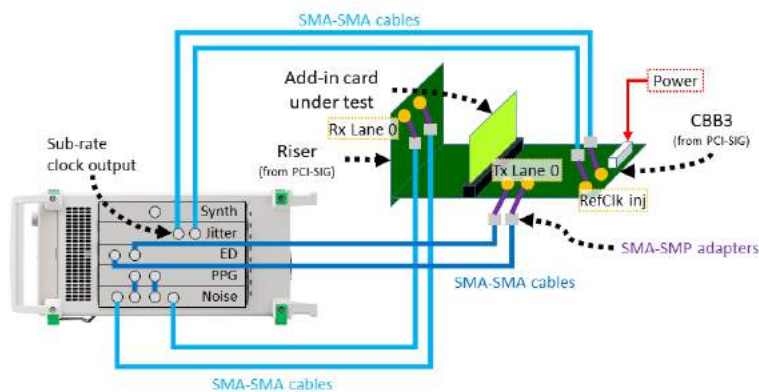 SMA-SMA cables
Add-in card
under test
Power
Rx Lane 0
CBB3
(from PCI-SIG)
Sub-rate
clock output
Riser
(from PCI-SIG)
Tx Lane 0
RefClk inj
Synth
Jitter
ED
PPG
Noise
SMA-SMP adapters
SMA-SMA cables
SMA-SMA cables